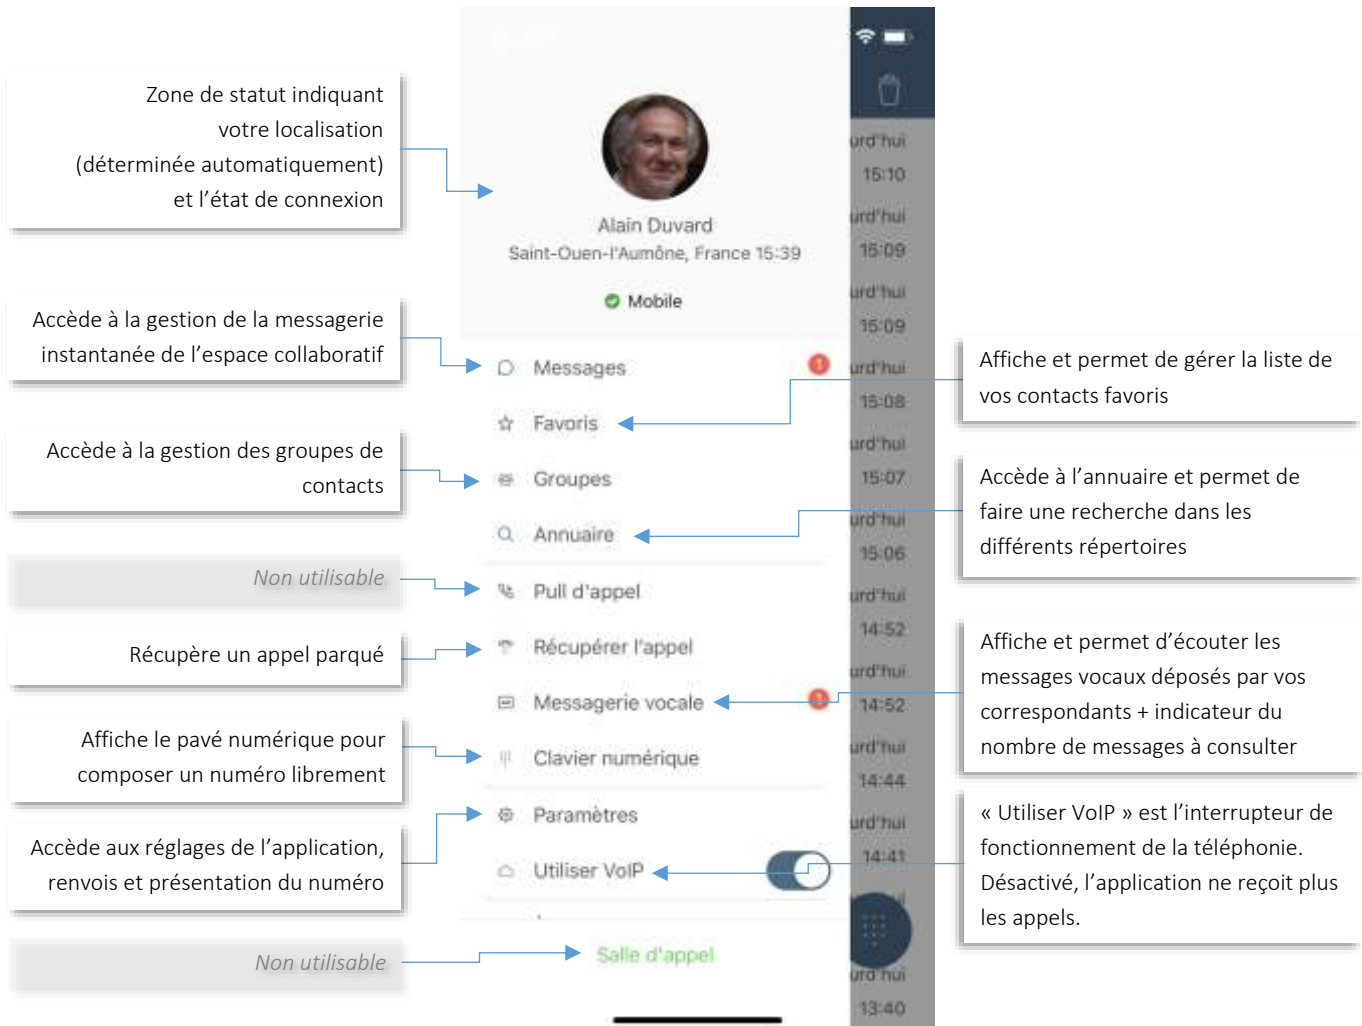 Zone de statut indiquant
votre localisation
(déterminée automatiquement)
et l'état de connexion
Accède à la gestion de la messagerie
instantanée de l'espace collaboratif
Accède à la gestion des groupes de
contacts
Non utilisable
Récupère un appel parqué
Affiche le pavé numérique pour
composer un numéro librement
Accède aux réglages de l'application,
renvois et présentation du numéro
Non utilisable
Alain Duvard
Saint-Ouen-l'Aumône, France 15:39
Mobile
Messages
1
Favoris
Groupes
Annuaire
Pull d'appel
Récupérer l'appel
Messagerie vocale
1
Clavier numérique
Paramètres
Utiliser VoIP
Salle d'appel
urd'hui
15:10
urd'hui
15:09
urd'hui
15:09
urd'hui
15:08
urd'hui
15:07
urd'hui
15:06
urd'hui
14:52
urd'hui
14:52
urd'hui
14:44
urd'hui
14:41
urd'hui
13:40
Affiche et permet de gérer la liste de
vos contacts favoris
Accède à l'annuaire et permet de
faire une recherche dans les
différents répertoires
Affiche et permet d'écouter les
messages vocaux déposés par vos
correspondants + indicateur du
nombre de messages à consulter
« Utiliser VoIP » est l'interrupteur de
fonctionnement de la téléphonie.
Désactivé, l'application ne reçoit plus
les appels.